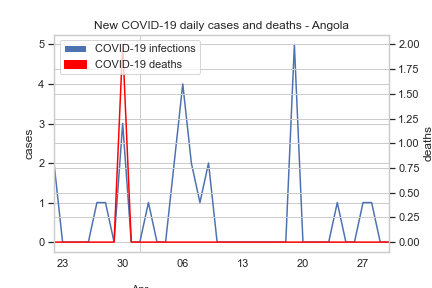 New COVID-19 daily cases and deaths - Angola
COVID-19 infections
COVID-19 deaths
cases
5
4
3
2
1
0
deaths
2.00
1.75
1.50
1.25
1.00
0.75
0.50
0.25
0.00
23 30 06 13 20 27
Apr